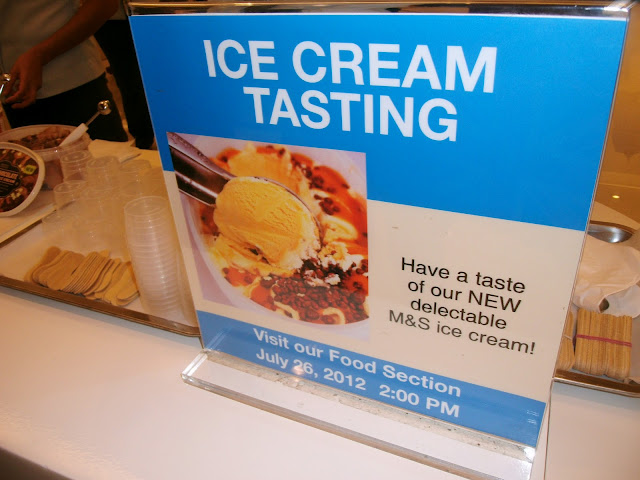 ICE CREAM
TASTING
Have a taste
of our NEW
delectable
M&S ice cream!
Visit our Food Section
July 26, 2012 2:00 PM